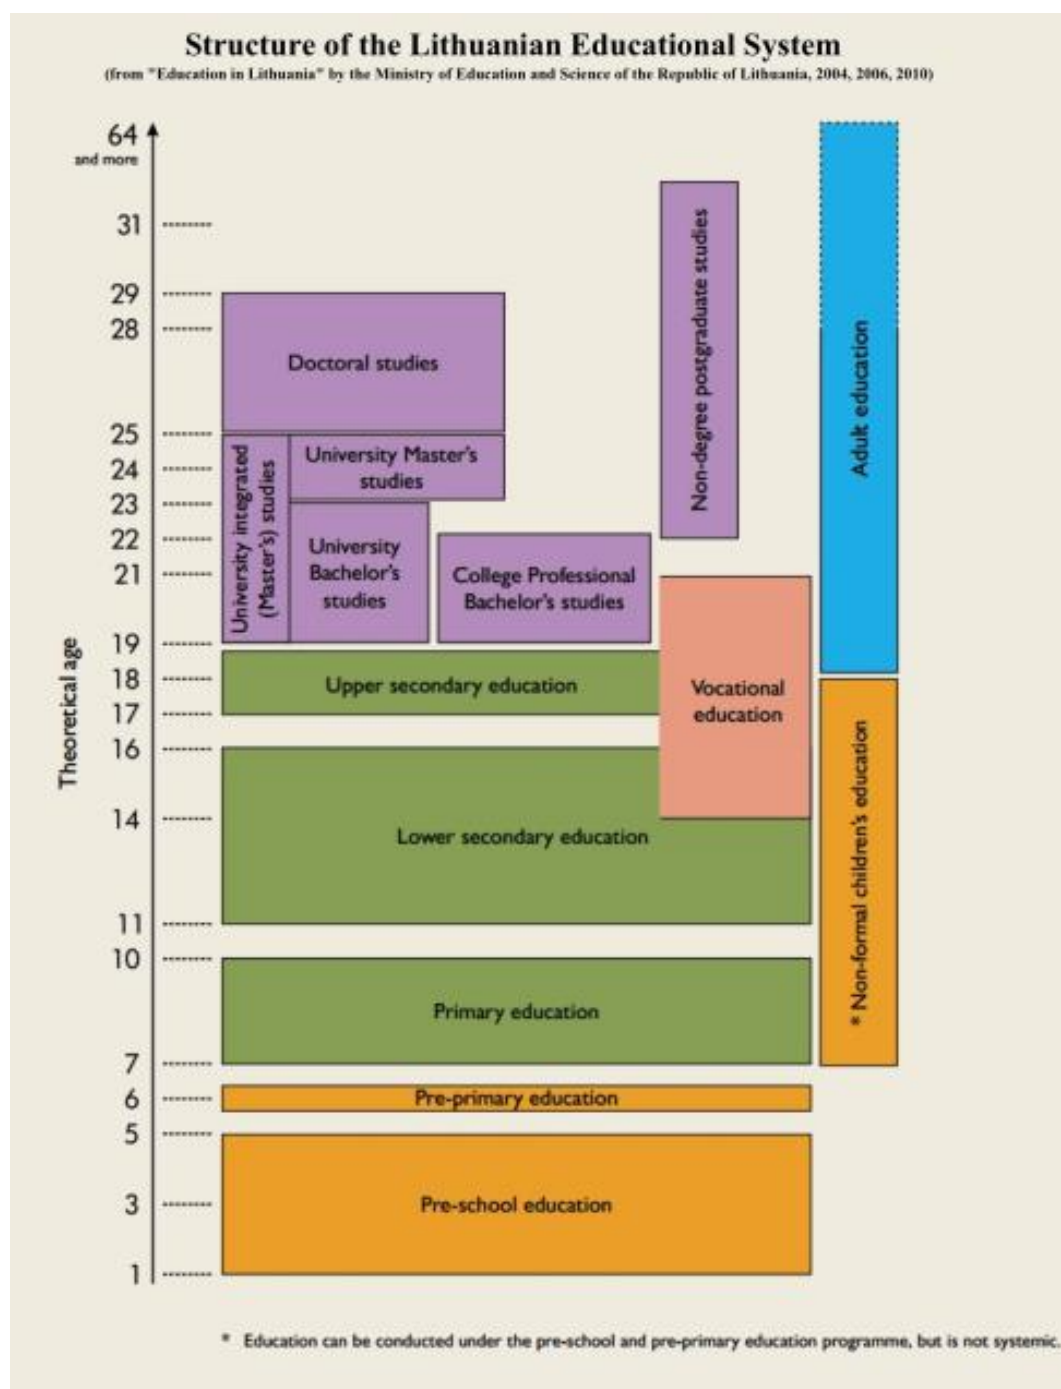 Structure of the Lithuanian Educational System
(from "Education in Lithuania" by the Ministry of Education and Science of the Republic of Lithuania, 2004, 2006, 2010)
64
and more
31
29
28
25
24
23
22
21
19
18
17
16
14
11
10
7
6
5
3
1
Theoretical age
Doctoral studies
University integrated
(Master's) studies
University Master's
studies
University
Bachelor's
studies
College Professional
Bachelor's studies
Non-degree postgraduate studies
Adult education
Upper secondary education
Vocational
education
Lower secondary education
* Non-formal children's education
Primary education
Pre-primary education
Pre-school education
* Education can be conducted under the pre-school and pre-primary education programme, but is not systemic.